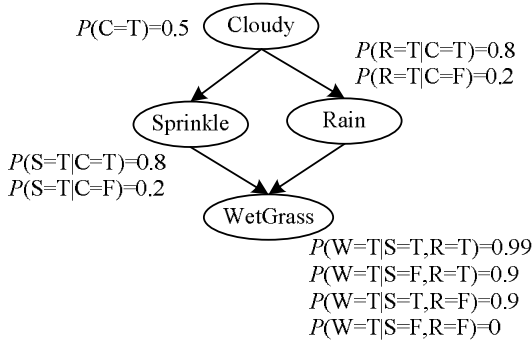 P(C=T)=0.5
Cloudy
P(R=T|C=T)=0.8
P(R=T|C=F)=0.2
Sprinkle
Rain
P(S=T|C=T)=0.8
P(S=T|C=F)=0.2
WetGrass
P(W=T|S=T,R=T)=0.99
P(W=T|S=F,R=T)=0.9
P(W=T|S=T,R=F)=0.9
P(W=T|S=F,R=F)=0